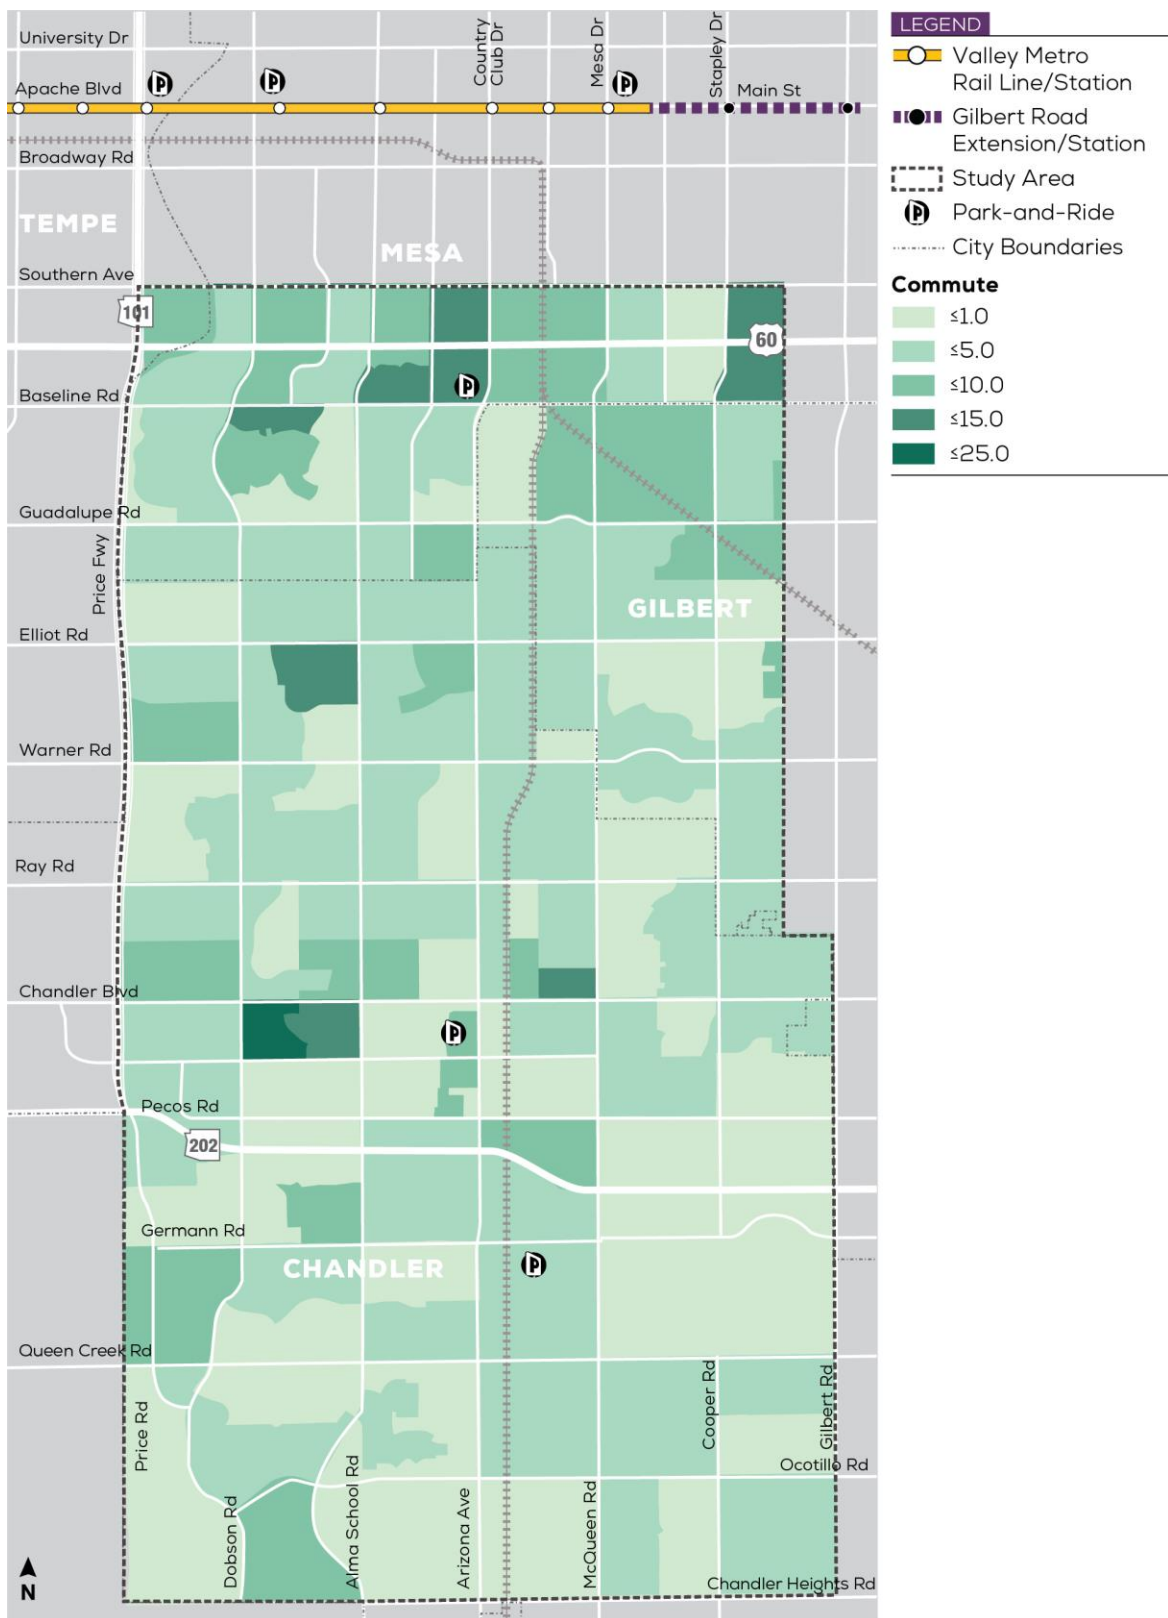 University Dr
Apache Blvd
Country
Club Dr
Mesa Dr
Stapley Dr
Main St
Broadway Rd
TEMPE
MESA
Southern Ave
101
60
Baseline Rd
Guadalupe Rd
Price Fwy
GILBERT
Elliot Rd
Warner Rd
Ray Rd
Chandler Blvd
Pecos Rd
202
Germann Rd
CHANDLER
Queen Creek Rd
Price Rd
Dobson Rd
Alma School Rd
Arizona Ave
McQueen Rd
Cooper Rd
Gilbert Rd
Ocotillo Rd
Chandler Heights Rd
N
LEGEND
Valley Metro
Rail Line/Station
Gilbert Road
Extension/Station
Study Area
P
Park-and-Ride
City Boundaries
Commute
≤1.0
≤5.0
≤10.0
≤15.0
≤25.0